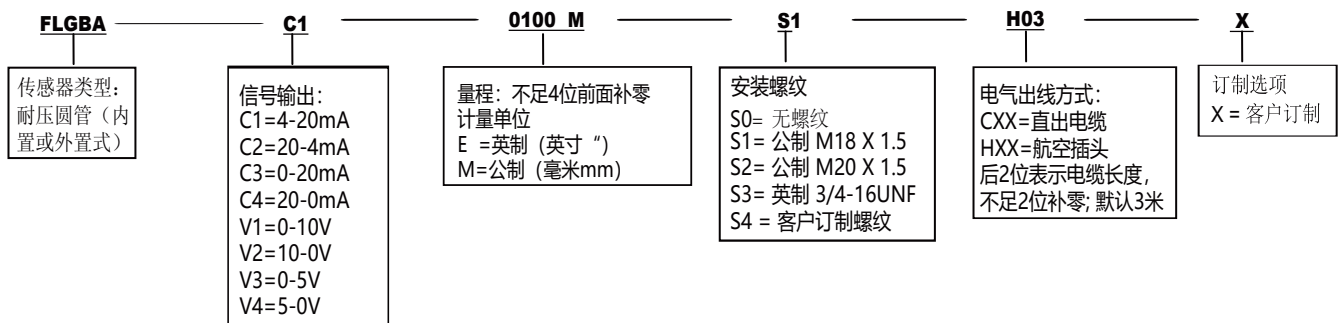 FLGBA C1 0100 M S1 H03 X
传感器类型：
耐压圆管（内
置或外置式）
信号输出：
C1=4-20mA
C2=20-4mA
C3=0-20mA
C4=20-0mA
V1=0-10V
V2=10-0V
V3=0-5V
V4=5-0V
量程：不足4位前面补零
计量单位
E =英制（英寸 “）
M=公制（毫米mm）
安装螺纹
S0= 无螺纹
S1= 公制 M18 X 1.5
S2= 公制 M20 X 1.5
S3= 英制 3/4-16UNF
S4 = 客户订制螺纹
电气出线方式：
CXX=直出电缆
HXX=航空插头
后2位表示电缆长度，
不足2位补零; 默认3米
订制选项
X = 客户订制